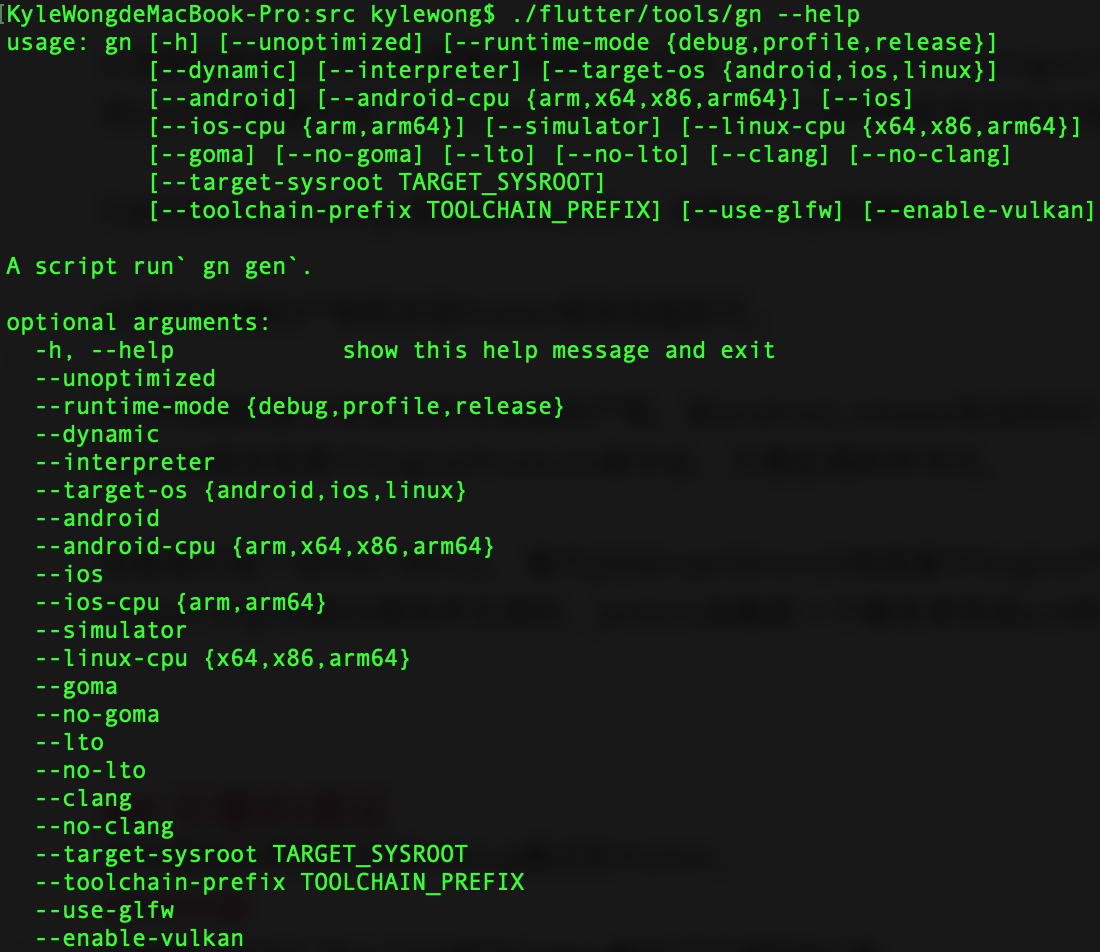 [KyleWongdeMacBook-Pro:src kylewong$ ./flutter/tools/gn --help
usage: gn [-h] [--unoptimized] [--runtime-mode {debug,profile,release}]
          [--dynamic] [--interpreter] [--target-os {android,ios,linux}]
          [--android] [--android-cpu {arm,x64,x86,arm64}] [--ios]
          [--ios-cpu {arm,arm64}] [--simulator] [--linux-cpu {x64,x86,arm64}]
          [--goma] [--no-goma] [--lto] [--no-lto] [--clang] [--no-clang]
          [--target-sysroot TARGET_SYSROOT]
          [--toolchain-prefix TOOLCHAIN_PREFIX] [--use-glfw] [--enable-vulkan]

A script run` gn gen`.

optional arguments:
  -h, --help            show this help message and exit
  --unoptimized
  --runtime-mode {debug,profile,release}
  --dynamic
  --interpreter
  --target-os {android,ios,linux}
  --android
  --android-cpu {arm,x64,x86,arm64}
  --ios
  --ios-cpu {arm,arm64}
  --simulator
  --linux-cpu {x64,x86,arm64}
  --goma
  --no-goma
  --lto
  --no-lto
  --clang
  --no-clang
  --target-sysroot TARGET_SYSROOT
  --toolchain-prefix TOOLCHAIN_PREFIX
  --use-glfw
  --enable-vulkan